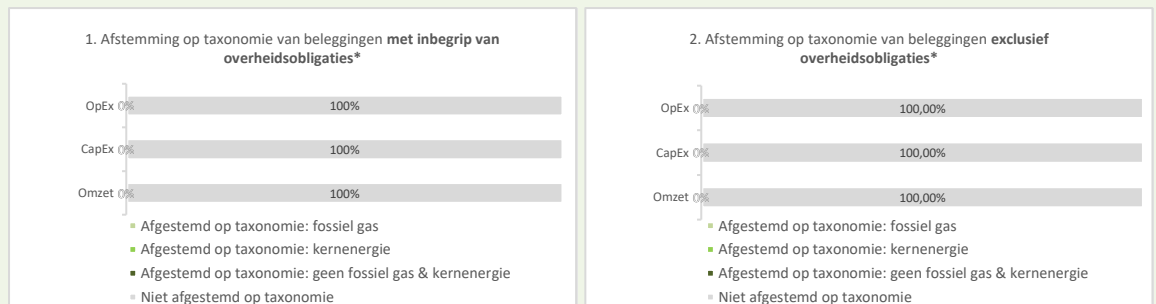 1. Afstemming op taxonomie van beleggingen met inbegrip van
overheidsobligaties*
OpEx 0% 100%
CapEx 0% 100%
Omzet 0% 100%
Afgestemd op taxonomie: fossiel gas
Afgestemd op taxonomie: kernenergie
Afgestemd op taxonomie: geen fossiel gas & kernenergie
Niet afgestemd op taxonomie
2. Afstemming op taxonomie van beleggingen exclusief
overheidsobligaties*
OpEx 0% 100,00%
CapEx 0% 100,00%
Omzet 0% 100,00%
Afgestemd op taxonomie: fossiel gas
Afgestemd op taxonomie: kernenergie
Afgestemd op taxonomie: geen fossiel gas & kernenergie
Niet afgestemd op taxonomie